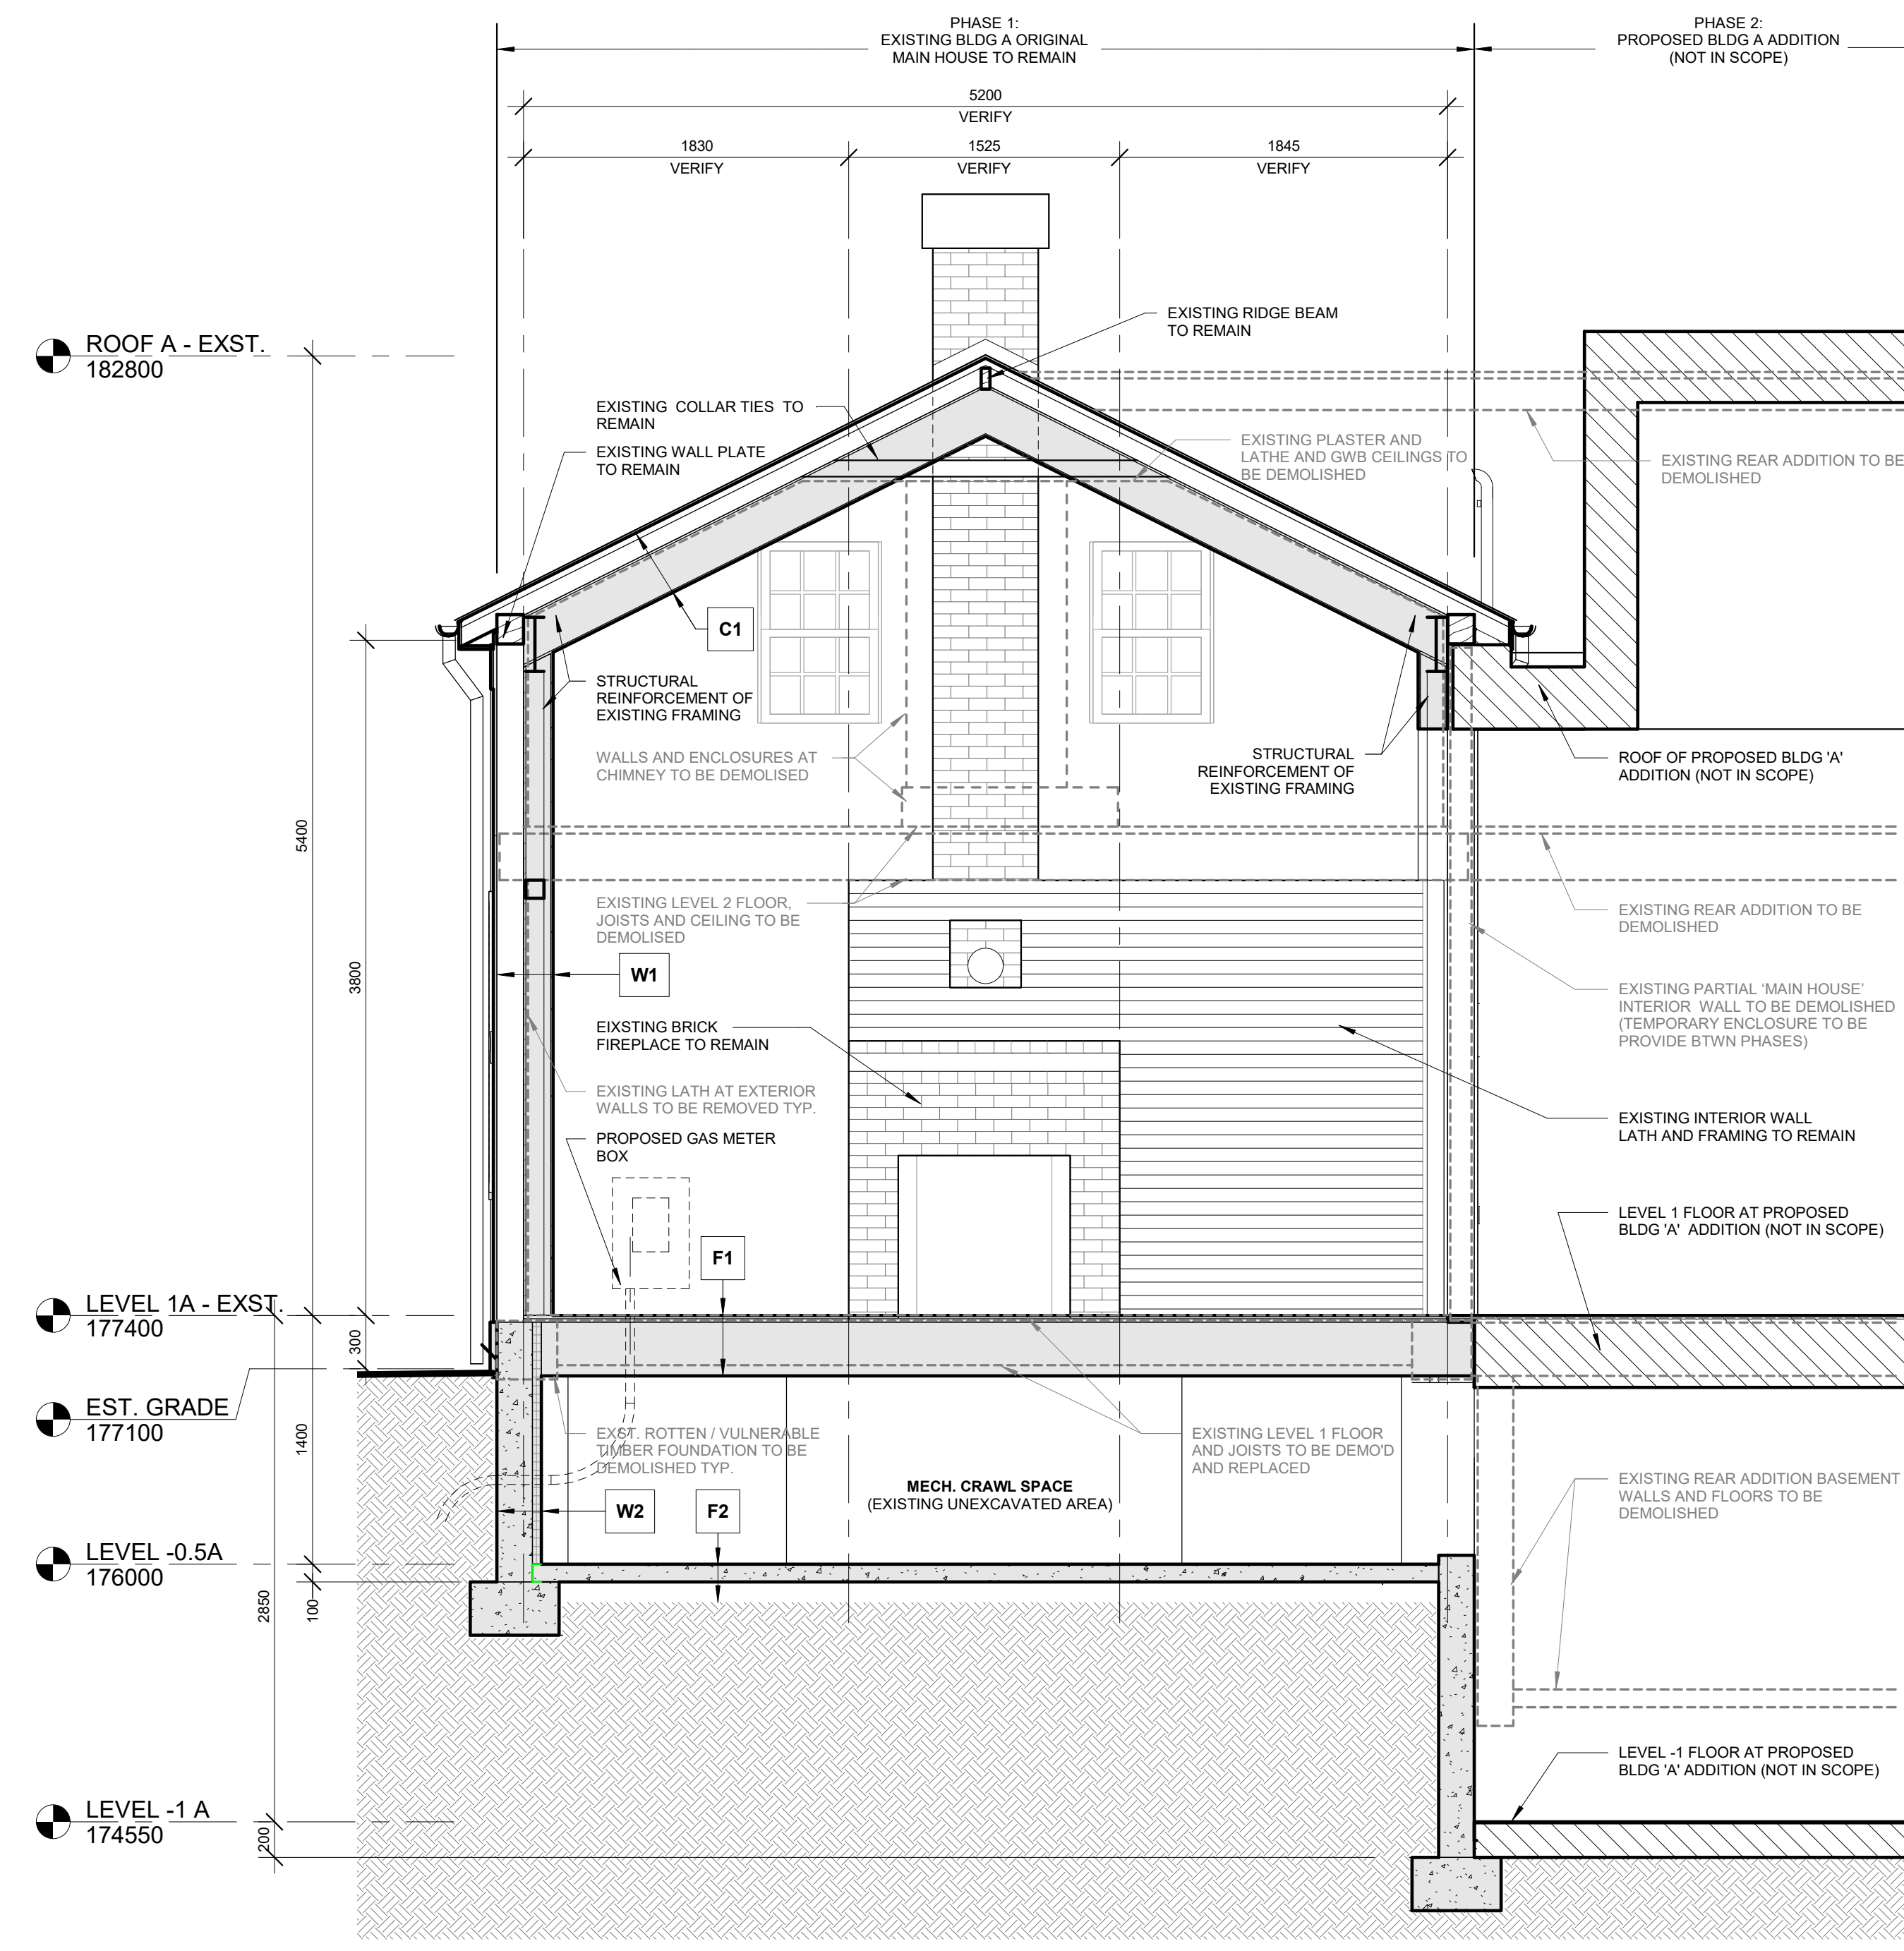 PHASE 1:
EXISTING BLDG A ORIGINAL
MAIN HOUSE TO REMAIN
PHASE 2:
PROPOSED BLDG A ADDITION
(NOT IN SCOPE)
5200
VERIFY
1830
VERIFY
1525
VERIFY
1845
VERIFY
EXISTING RIDGE BEAM
TO REMAIN
ROOF A - EXST.
182800
EXISTING COLLAR TIES TO
REMAIN
EXISTING WALL PLATE
TO REMAIN
EXISTING PLASTER AND
LATHE AND GWB CEILINGS TO
BE DEMOLISHED
EXISTING REAR ADDITION TO BE
DEMOLISHED
C1
STRUCTURAL
REINFORCEMENT OF
EXISTING FRAMING
WALLS AND ENCLOSURES AT
CHIMNEY TO BE DEMOLISED
STRUCTURAL
REINFORCEMENT OF
EXISTING FRAMING
ROOF OF PROPOSED BLDG 'A'
ADDITION (NOT IN SCOPE)
5400
3800
EXISTING LEVEL 2 FLOOR,
JOISTS AND CEILING TO BE
DEMOLISED
EXISTING REAR ADDITION TO BE
DEMOLISHED
W1
EXISTING PARTIAL ‘MAIN HOUSE’
INTERIOR WALL TO BE DEMOLISHED
(TEMPORARY ENCLOSURE TO BE
PROVIDE BTWN PHASES)
EIXSTING BRICK
FIREPLACE TO REMAIN
EXISTING LATH AT EXTERIOR
WALLS TO BE REMOVED TYP.
EXISTING INTERIOR WALL
LATH AND FRAMING TO REMAIN
PROPOSED GAS METER
BOX
LEVEL 1 FLOOR AT PROPOSED
BLDG 'A' ADDITION (NOT IN SCOPE)
F1
LEVEL 1A - EXST.
177400
300
EST. GRADE
177100
1400
EXST. ROTTEN / VULNERABLE
TIMBER FOUNDATION TO BE
DEMOLISHED TYP.
EXISTING LEVEL 1 FLOOR
AND JOISTS TO BE DEMO'D
AND REPLACED
MECH. CRAWL SPACE
(EXISTING UNEXCAVATED AREA)
EXISTING REAR ADDITION BASEMENT
WALLS AND FLOORS TO BE
DEMOLISHED
W2
F2
LEVEL -0.5A
176000
2850
100
LEVEL -1 FLOOR AT PROPOSED
BLDG 'A' ADDITION (NOT IN SCOPE)
LEVEL -1 A
174550
200